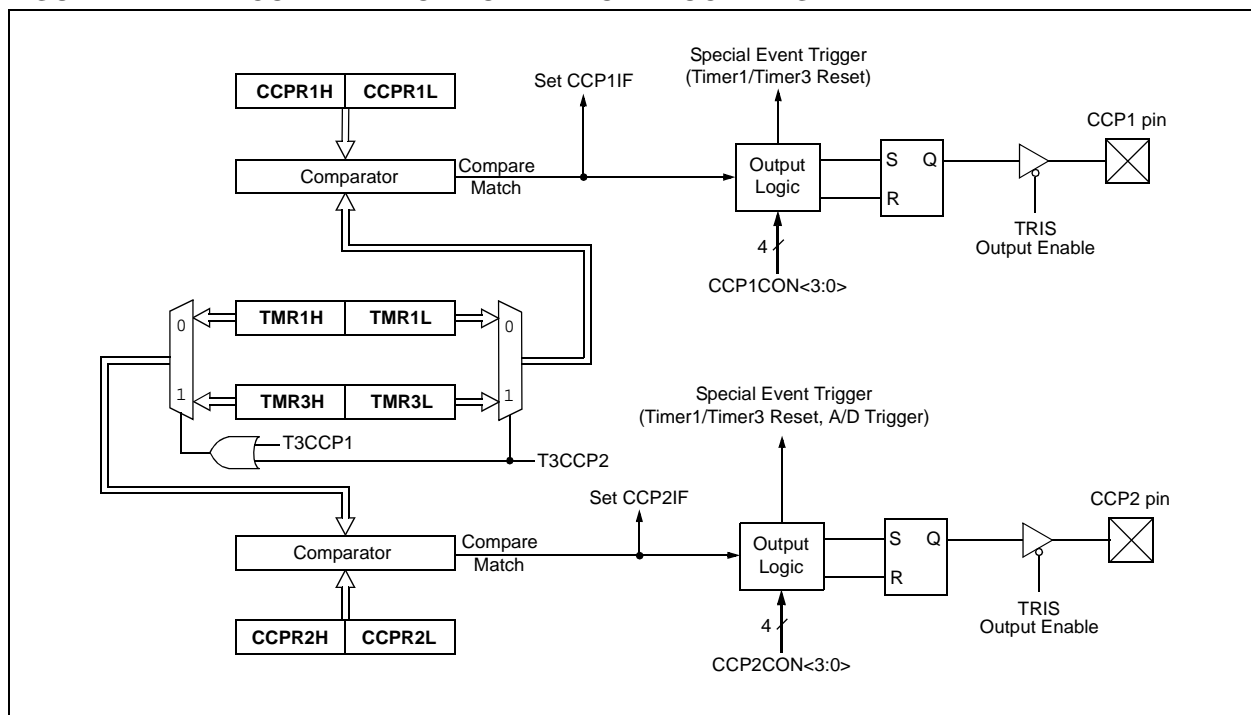 Special Event Trigger
(Timer1/Timer3 Reset)
Set CCP1IF
CCPR1H CCPR1L
CCP1 pin
Comparator
Compare
Match
Output
Logic
S Q
R
TRIS
Output Enable
4
CCP1CON<3:0>
0 TMR1H TMR1L 0
1 TMR3H TMR3L 1
T3CCP1
T3CCP2
Special Event Trigger
(Timer1/Timer3 Reset, A/D Trigger)
Set CCP2IF
CCP2 pin
Comparator
Compare
Match
Output
Logic
S Q
R
TRIS
Output Enable
4
CCPR2H CCPR2L
CCP2CON<3:0>